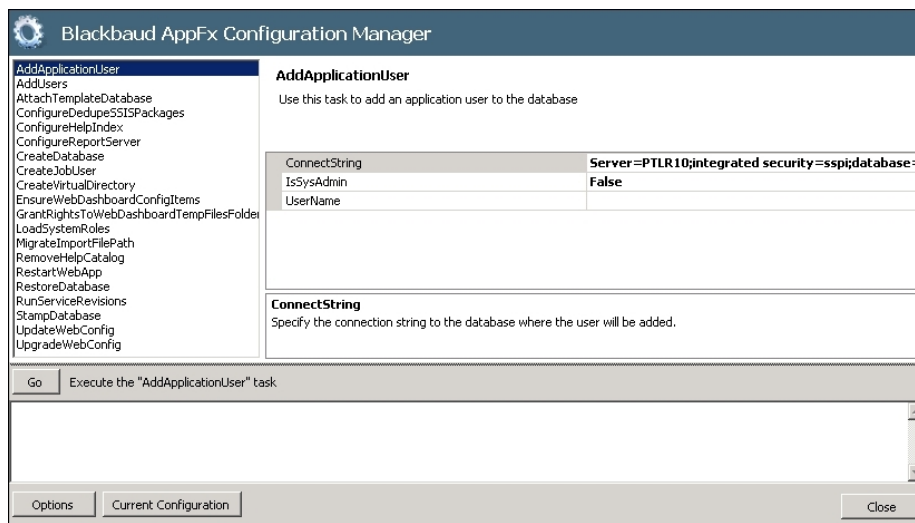 Blackbaud AppFx Configuration Manager
AddApplicationUser
AddUsers
AttachTemplateDatabase
ConfigureDedupeSSISPackages
ConfigureHelpIndex
ConfigureReportServer
CreateDatabase
CreateJobUser
CreateVirtualDirectory
EnsureWebDashboardConfigItems
GrantRightsToWebDashboardTempFilesFolder
LoadSystemRoles
MigrateImportFilePath
RemoveHelpCatalog
RestartWebApp
RestoreDatabase
RunServiceRevisions
StampDatabase
UpdateWebConfig
UpgradeWebConfig
AddApplicationUser
Use this task to add an application user to the database
ConnectString Server=PTLR10;integrated security=sspi;database=
IsSysAdmin False
UserName
ConnectString
Specify the connection string to the database where the user will be added.
Go Execute the "AddApplicationUser" task
Options Current Configuration Close